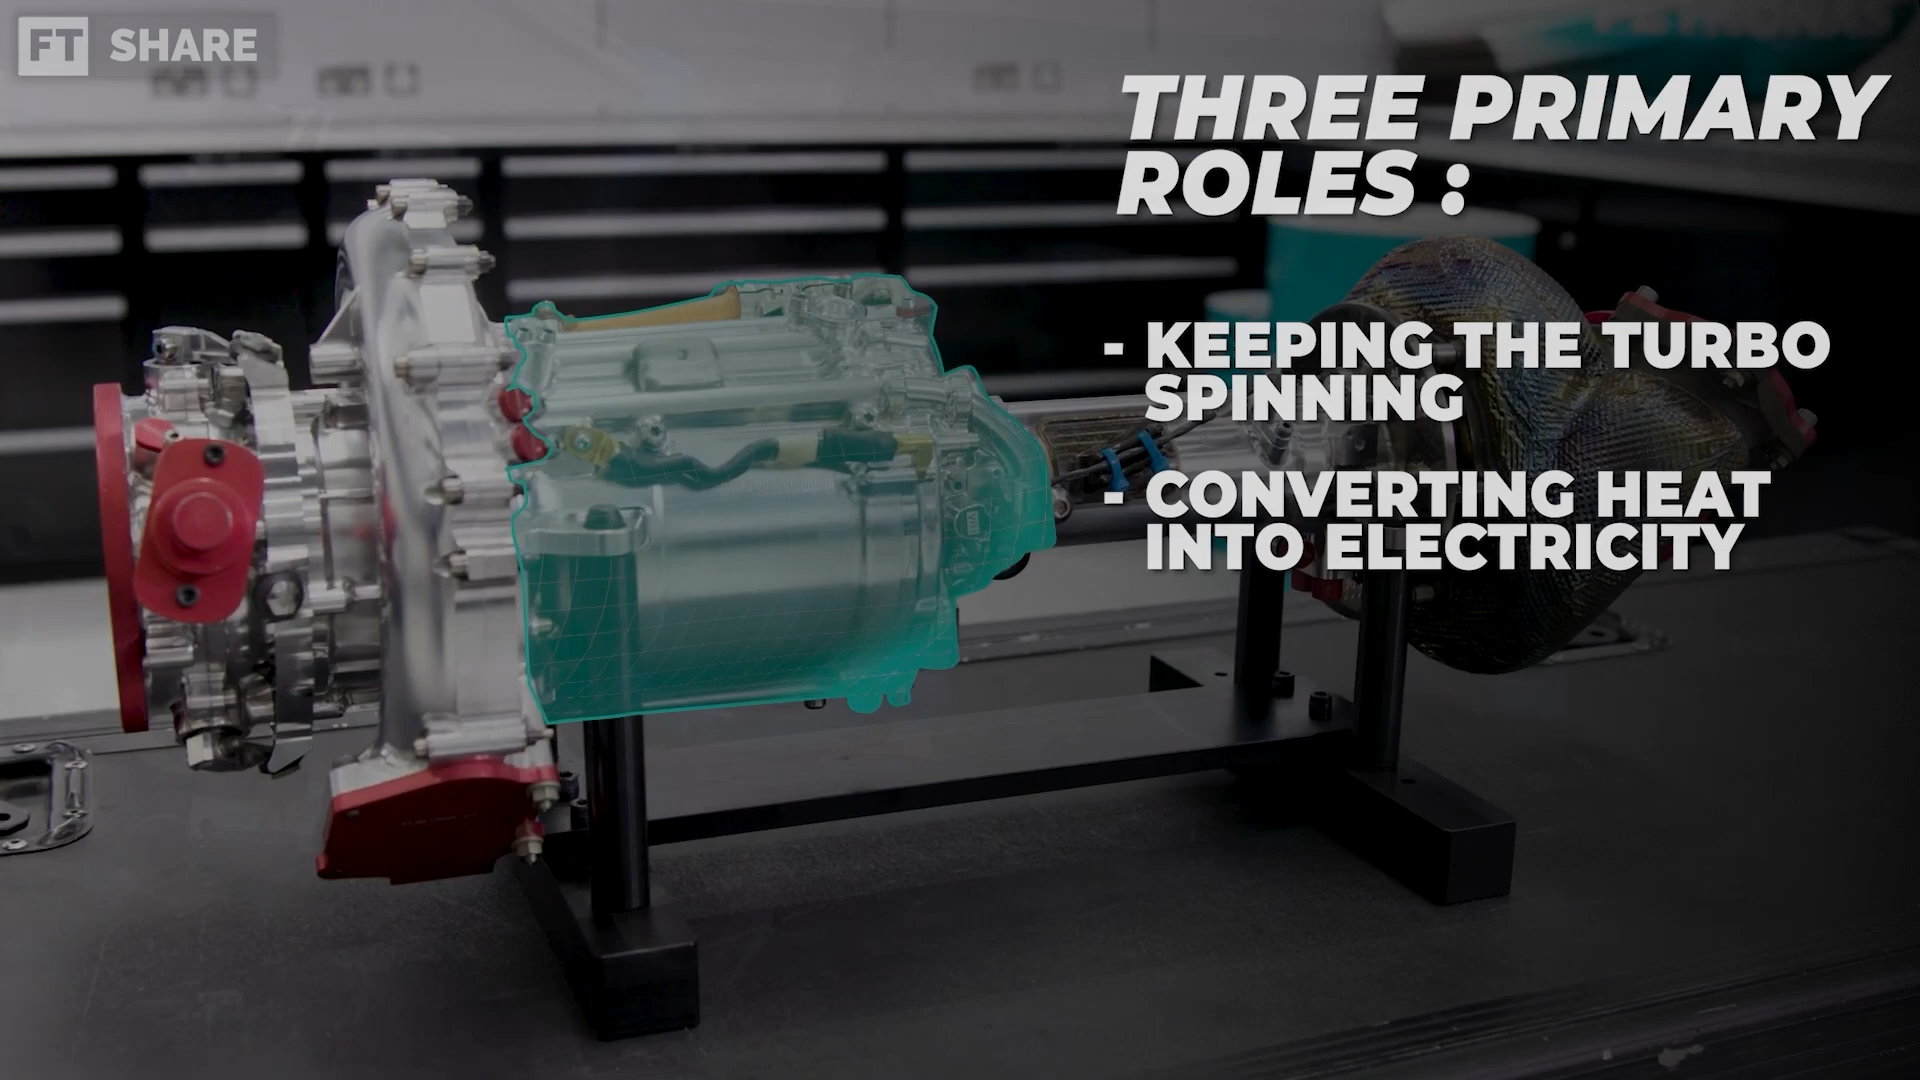 FT SHARE
THREE PRIMARY
ROLES :
- KEEPING THE TURBO
SPINNING
- CONVERTING HEAT
INTO ELECTRICITY